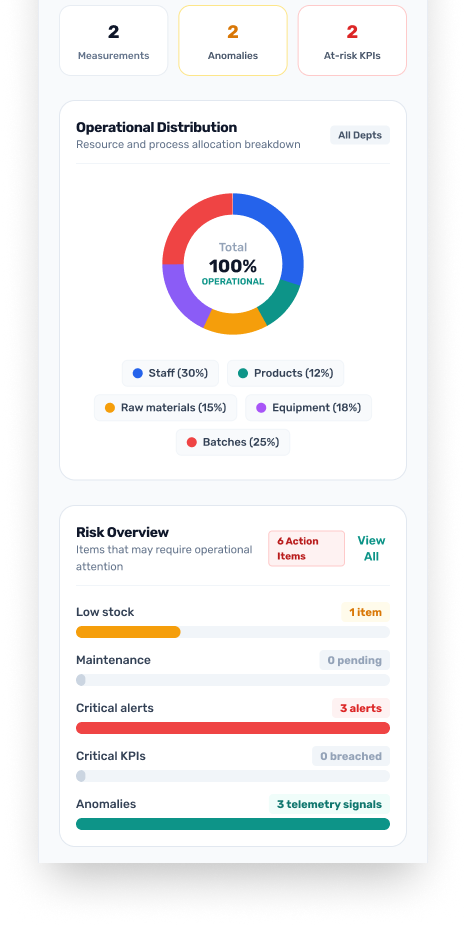 2
Measurements
2
Anomalies
2
At-risk KPIs
Operational Distribution
Resource and process allocation breakdown
All Depts
Total
100%
OPERATIONAL
Staff (30%)
Products (12%)
Raw materials (15%)
Equipment (18%)
Batches (25%)
Risk Overview
Items that may require operational
attention
6 Action
Items
View
All
Low stock
1 item
Maintenance
0 pending
Critical alerts
3 alerts
Critical KPIs
0 breached
Anomalies
3 telemetry signals